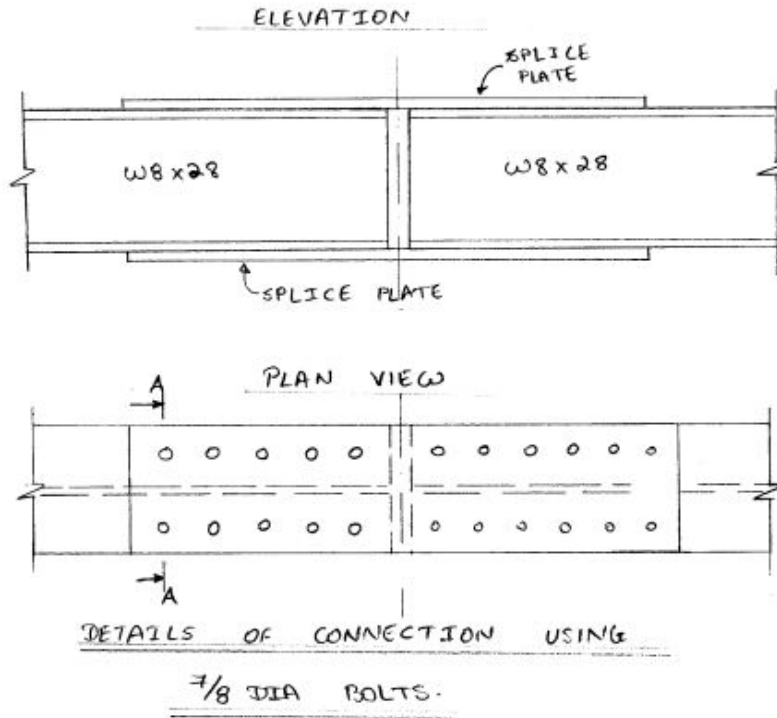 ELEVATION
SPLICE
PLATE
W8 x 28
W8 x 28
SPLICE PLATE
A
PLAN VIEW
A
DETAILS OF CONNECTION USING
7/8 DIA BOLTS.